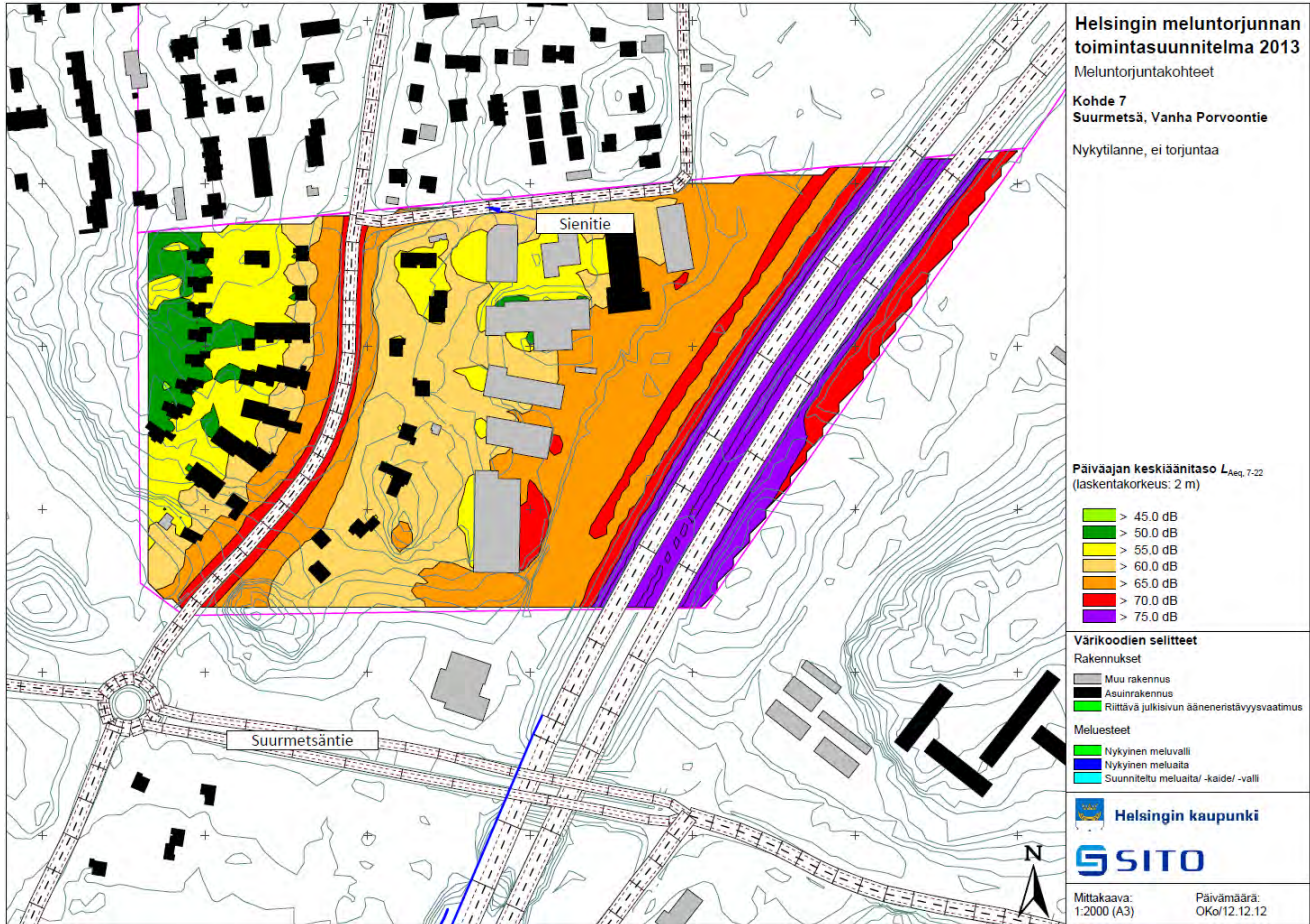 Helsingin meluntorjunnan
toimintasuunnitelma 2013
Meluntorjuntakohteet
Kohde 7
Suurmetsä, Vanha Porvoontie
Nykytilanne, ei torjuntaa
Sienitie
Suurmetsäntie
Päiväajan keskiäänitaso LAeq, 7-22
(laskentakorkeus: 2 m)
> 45.0 dB
> 50.0 dB
> 55.0 dB
> 60.0 dB
> 65.0 dB
> 70.0 dB
> 75.0 dB
Värikoodien selitteet
Rakennukset
Muu rakennus
Asuinrakennus
Riittävä julkisivun ääneneristävyysvaatimus
Meluesteet
Nykyinen meluvalli
Nykyinen meluaita
Suunniteltu meluaita/ -kaide/ -valli
Helsingin kaupunki
SITO
N
Mittakaava:
1:2000 (A3)
Päivämäärä:
OKo/12.12.12